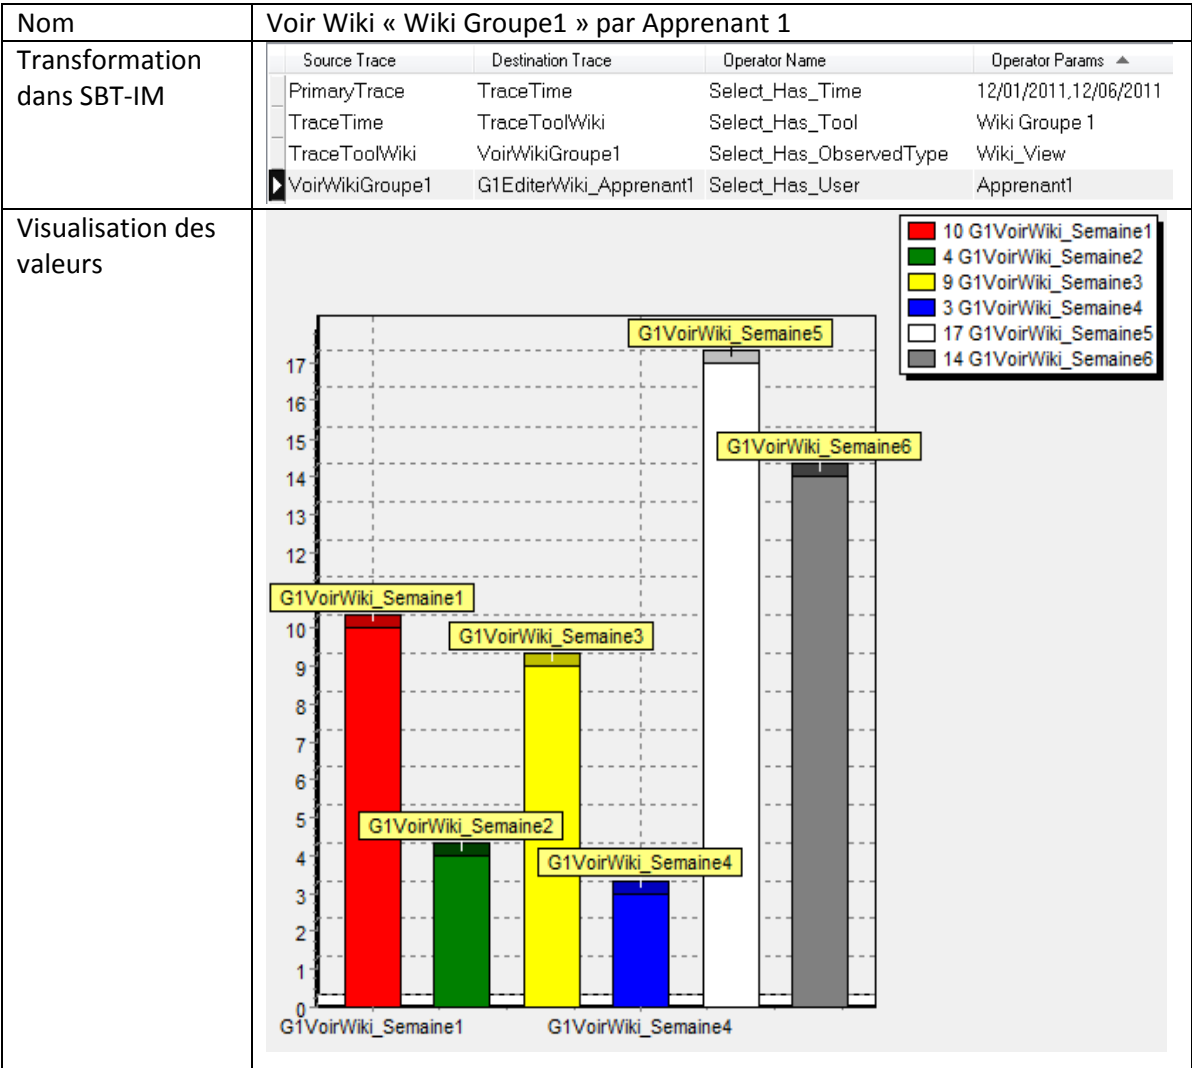 Nom
Voir Wiki « Wiki Groupe1 » par Apprenant 1
Transformation
dans SBT-IM
Source Trace Destination Trace Operator Name Operator Params
PrimaryTrace TraceTime Select_Has_Time 12/01/2011,12/06/2011
TraceTime TraceToolWiki Select_Has_Tool Wiki Groupe 1
TraceToolWiki VoirWikiGroupe1 Select_Has_ObservedType Wiki_View
VoirWikiGroupe1 G1EditerWiki_Apprenant1 Select_Has_User Apprenant1
Visualisation des
valeurs
10 G1VoirWiki_Semaine1
4 G1VoirWiki_Semaine2
9 G1VoirWiki_Semaine3
3 G1VoirWiki_Semaine4
17 G1VoirWiki_Semaine5
14 G1VoirWiki_Semaine6
G1VoirWiki_Semaine5
17
16
15
G1VoirWiki_Semaine6
14
13
12
G1VoirWiki_Semaine1
10
G1VoirWiki_Semaine3
9
8
7
6
5
G1VoirWiki_Semaine2
4
G1VoirWiki_Semaine4
3
2
1
0
G1VoirWiki_Semaine1 G1VoirWiki_Semaine4